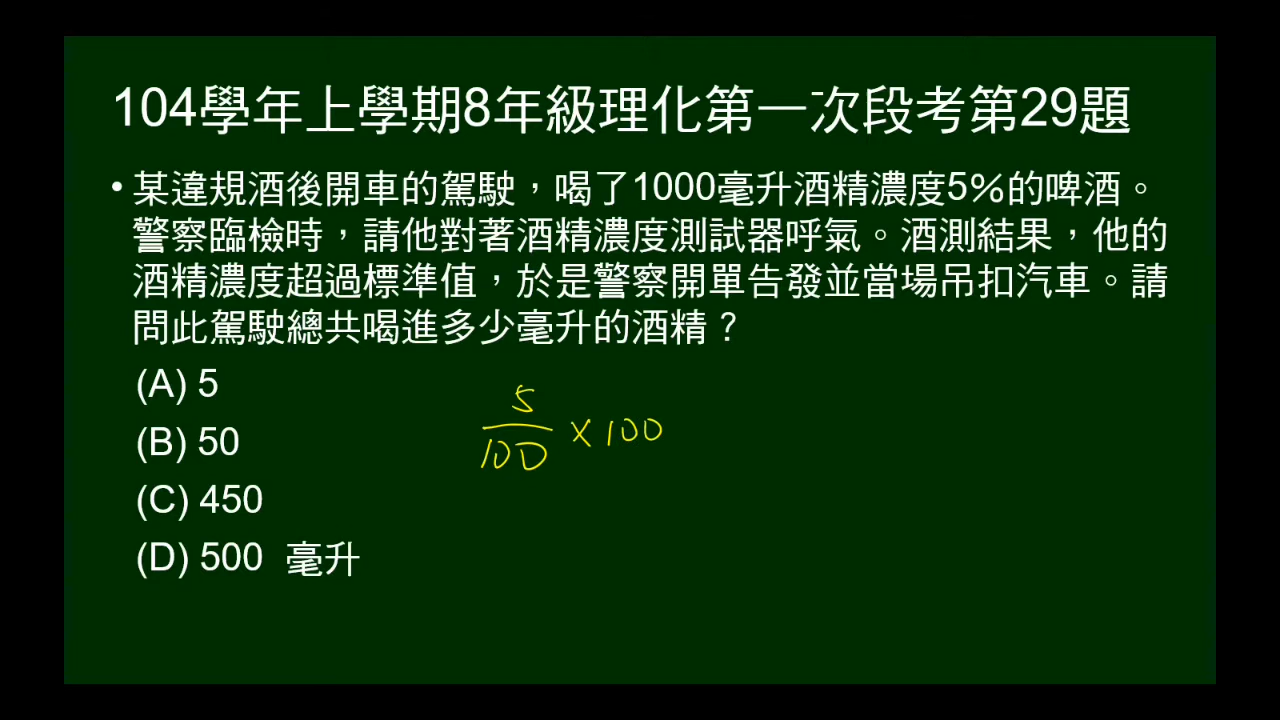 104學年上學期8年級理化第一次段考第29題
• 某違規酒後開車的駕駛，喝了1000毫升酒精濃度5％的啤酒。
警察臨檢時，請他對著酒精濃度測試器呼氣。酒測結果，他的
酒精濃度超過標準值，於是警察開單告發並當場吊扣汽車。請
問此駕駛總共喝進多少毫升的酒精？
(A) 5
(B) 50
(C) 450
(D) 500 毫升
5
100
× 100